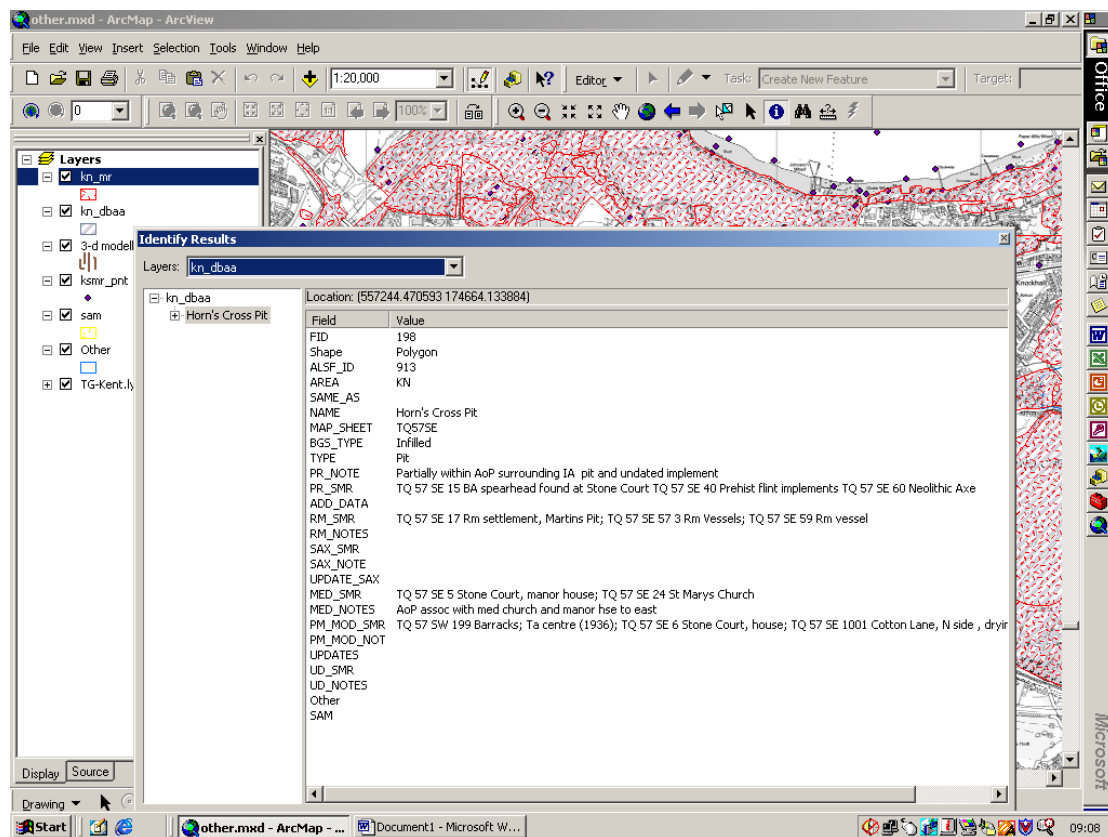 other.mxd - ArcMap - ArcView
File Edit View Insert Selection Tools Window Help
1:20,000 Editor Task: Create New Feature Target:
0 100%
Office
Layers
kn_mr
kn_dbaa
3-d modell
ksmr_pnt
sam
Other
TG-Kent.ly
Identify Results
Layers: kn_dbaa
kn_dbaa
Horn's Cross Pit
Location: (557244.470593 174664.133884)
Field Value
FID 198
Shape Polygon
ALSF_ID 913
AREA KN
SAME_AS
NAME Horn's Cross Pit
MAP_SHEET TQ57SE
BGS_TYPE Infilled
TYPE Pit
PR_NOTE Partially within AoP surrounding IA pit and undated implement
PR_SMR TQ 57 SE 15 BA spearhead found at Stone Court TQ 57 SE 40 Prehist flint implements TQ 57 SE 60 Neolithic Axe
ADD_DATA
RM_SMR TQ 57 SE 17 Rm settlement, Martins Pit; TQ 57 SE 57 3 Rm Vessels; TQ 57 SE 59 Rm vessel
RM_NOTES
SAX_SMR
SAX_NOTE
UPDATE_SAX
MED_SMR TQ 57 SE 5 Stone Court, manor house; TQ 57 SE 24 St Marys Church
MED_NOTES AoP assoc with med church and manor hse to east
PM_MOD_SMR TQ 57 SW 199 Barracks; Ta centre (1936); TQ 57 SE 6 Stone Court, house; TQ 57 SE 1001 Cotton Lane, N side , dryir
PM_MOD_NOT
UPDATES
UD_SMR
UD_NOTES
Other
SAM
Knockhall
Display Source
Drawing
Microsoft
Start other.mxd - ArcMap - ... Document1 - Microsoft W... 09:08